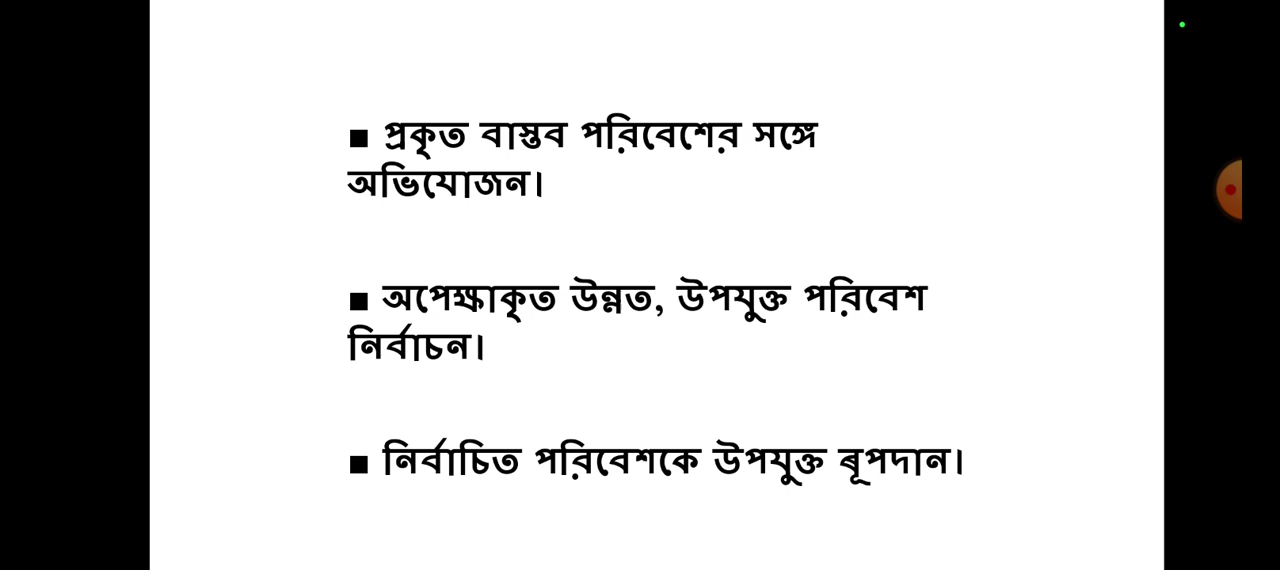 ■ প্রকৃত বাস্তব পরিবেশের সঙ্গে
অভিযোজন।
■ অপেক্ষাকৃত উন্নত, উপযুক্ত পরিবেশ
নির্বাচন।
■ নির্বাচিত পরিবেশকে উপযুক্ত ৰূপদান।